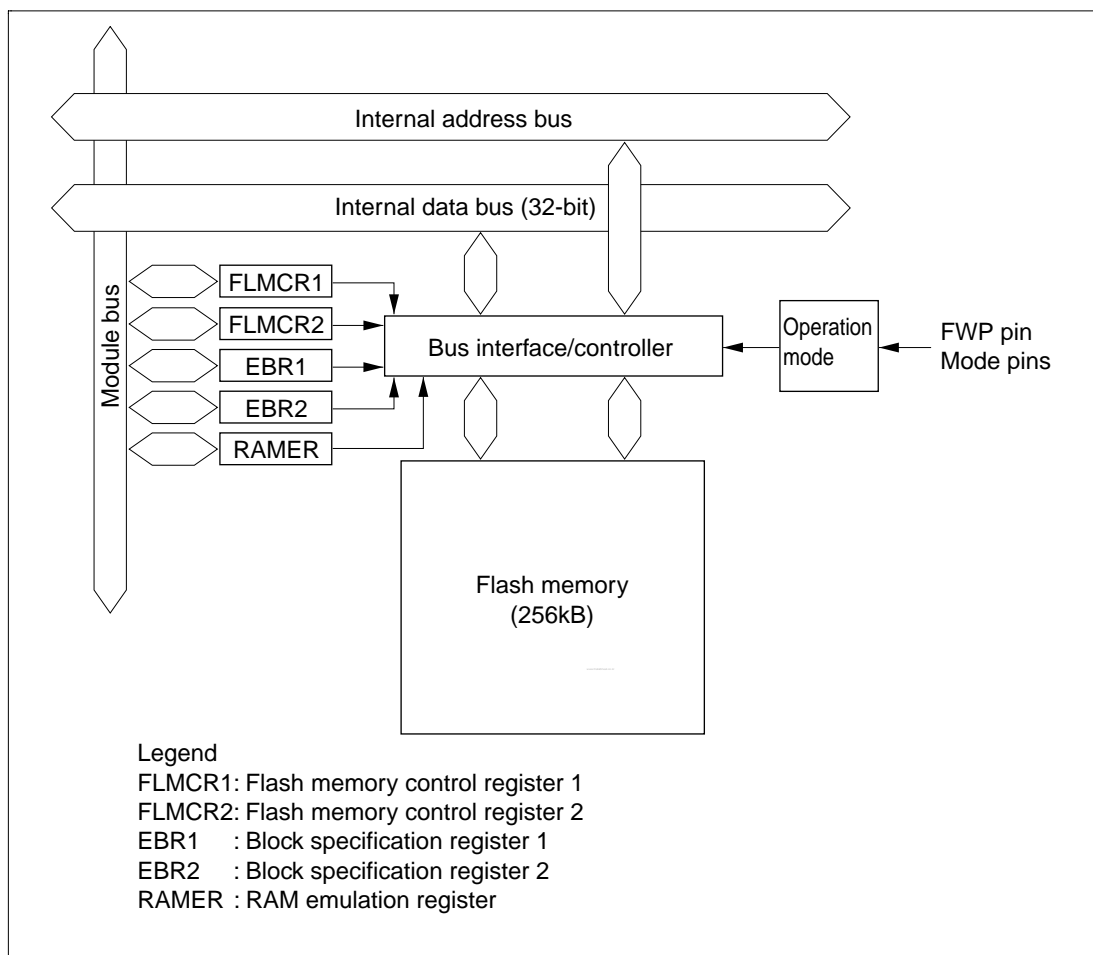 Internal address bus
Internal data bus (32-bit)
Module bus
FLMCR1
FLMCR2
EBR1
EBR2
RAMER
Bus interface/controller
Operation
mode
FWP pin
Mode pins
Flash memory
(256kB)
Legend
FLMCR1: Flash memory control register 1
FLMCR2: Flash memory control register 2
EBR1 : Block specification register 1
EBR2 : Block specification register 2
RAMER : RAM emulation register